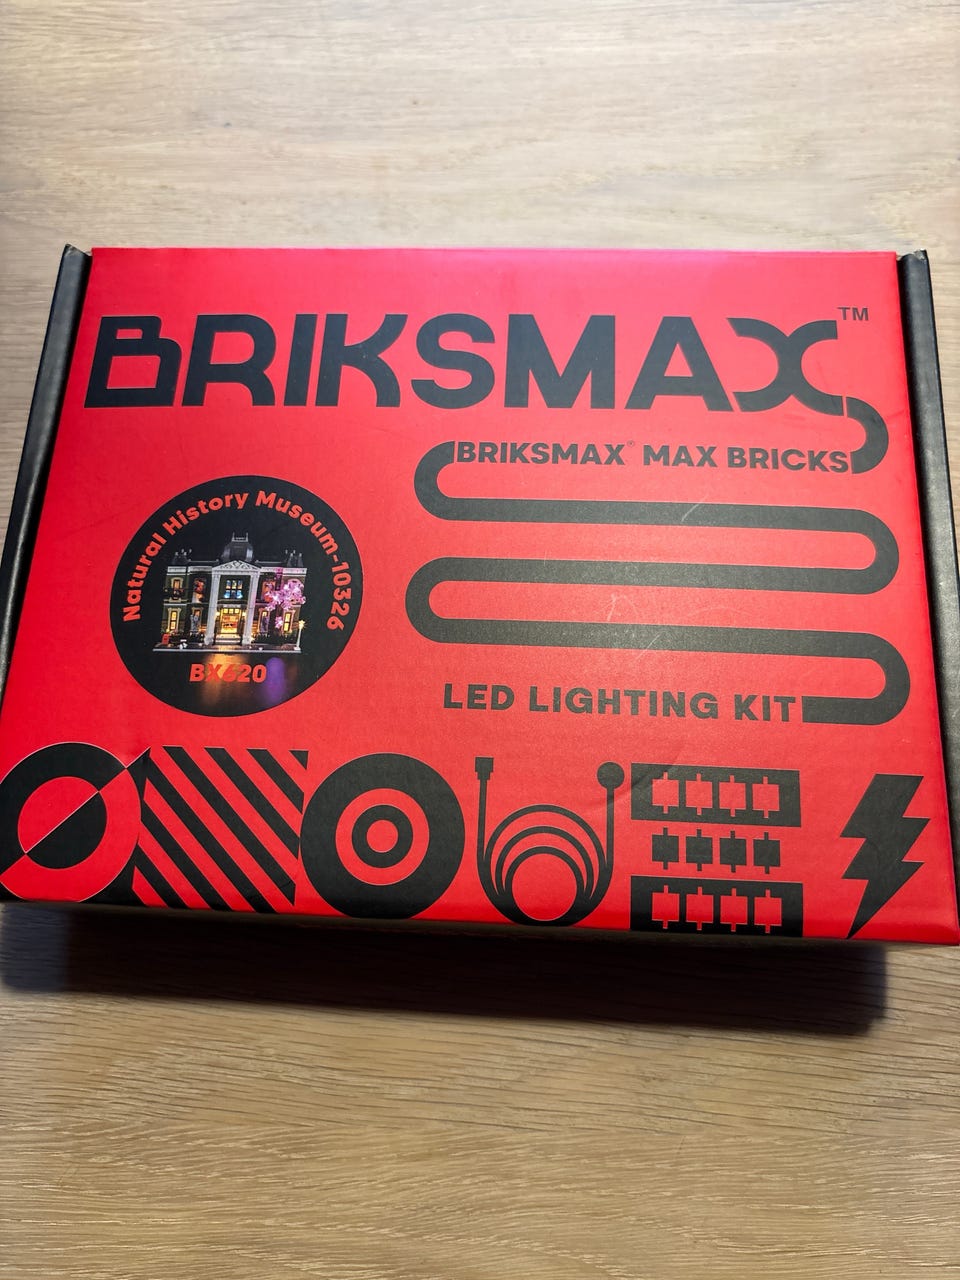 BRIKSMAX™
BRIKSMAX® MAX BRICKS
Natural History Museum-10326
BX620
LED LIGHTING KIT